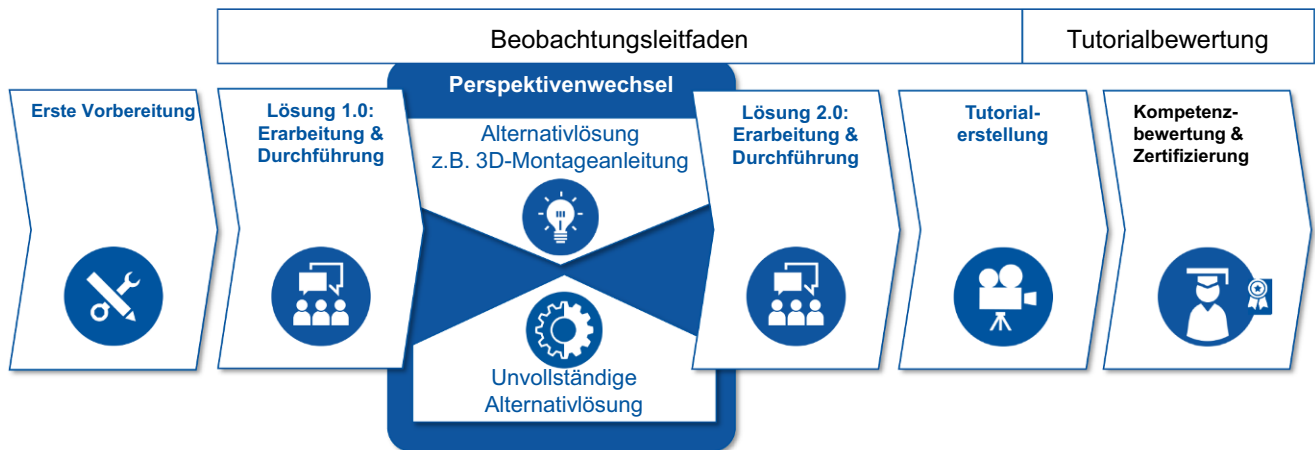 Beobachtungsleitfaden
Tutorialbewertung
Erste Vorbereitung
Lösung 1.0:
Erarbeitung &
Durchführung
Perspektivenwechsel
Alternativlösung
z.B. 3D-Montageanleitung
Unvollständige
Alternativlösung
Lösung 2.0:
Erarbeitung &
Durchführung
Tutorial-
erstellung
Kompetenz-
bewertung &
Zertifizierung